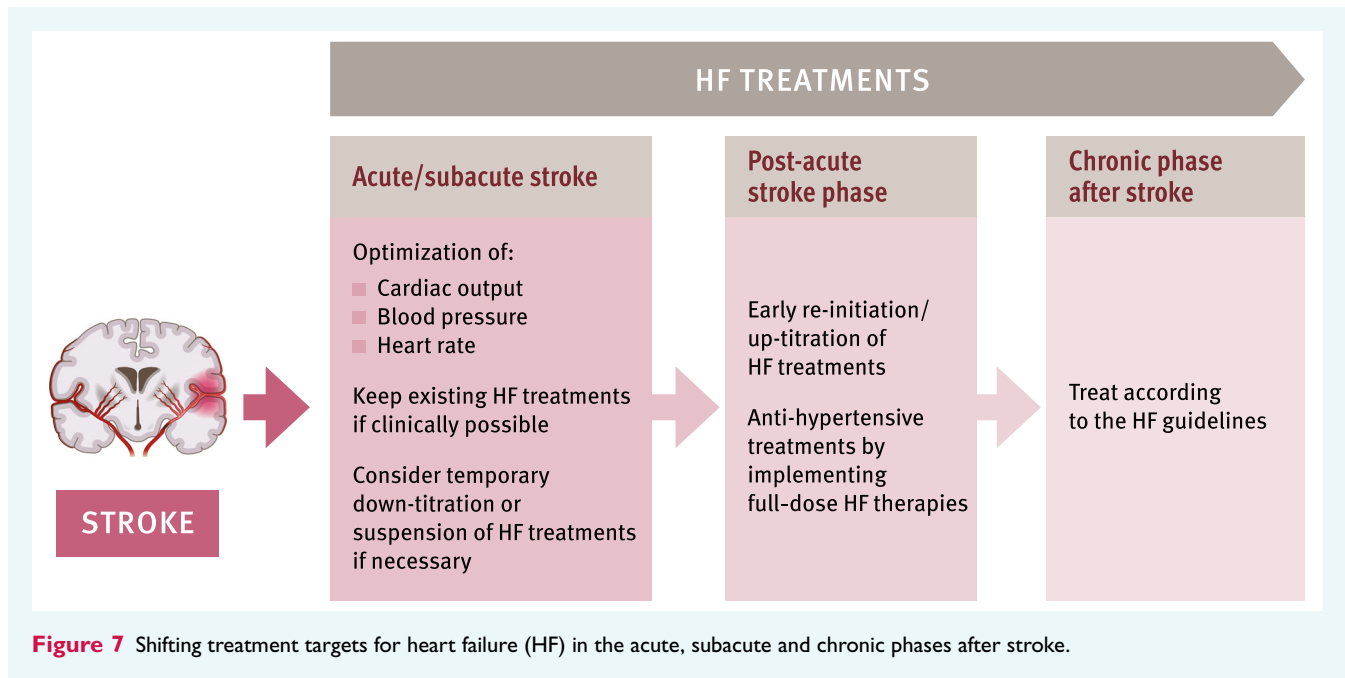 HF TREATMENTS
Acute/subacute stroke
Optimization of:
Cardiac output
Blood pressure
Heart rate
Keep existing HF treatments
if clinically possible
Consider temporary
down-titration or
suspension of HF treatments
if necessary
Post-acute
stroke phase
Early re-initiation/
up-titration of
HF treatments
Anti-hypertensive
treatments by
implementing
full-dose HF therapies
Chronic phase
after stroke
Treat according
to the HF guidelines
STROKE
Figure 7 Shifting treatment targets for heart failure (HF) in the acute, subacute and chronic phases after stroke.